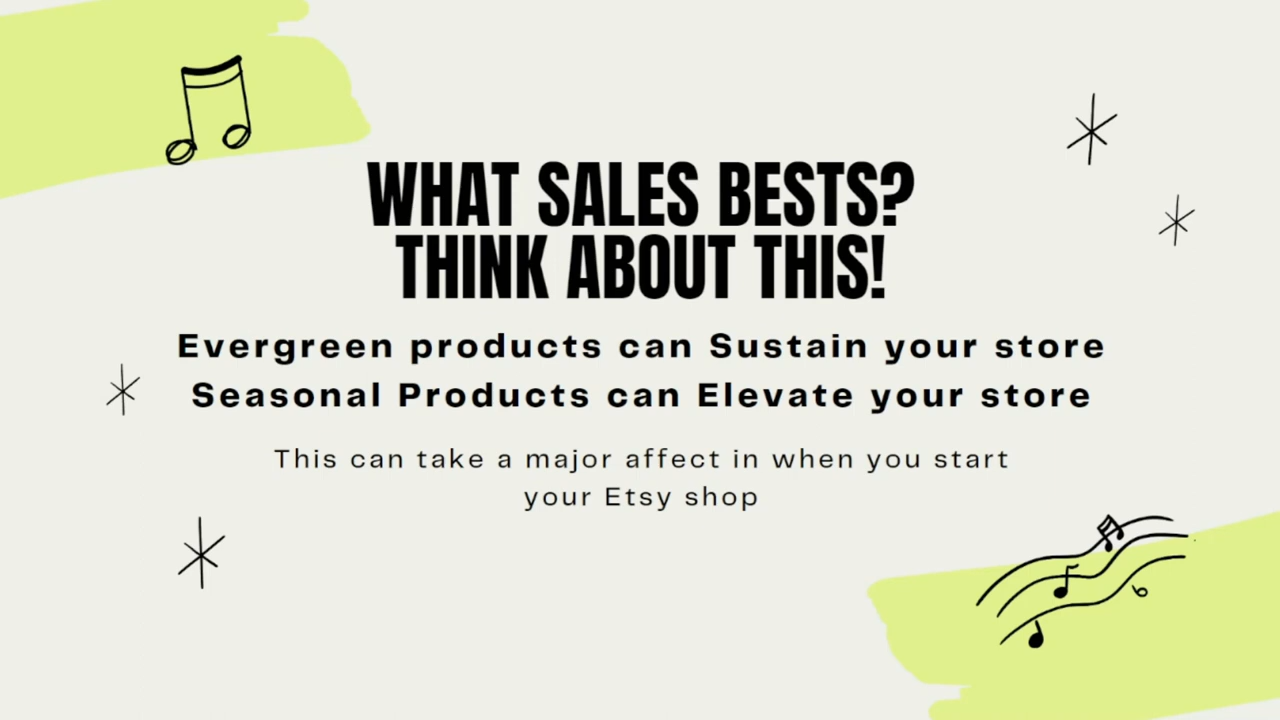 WHAT SALES BESTS?
THINK ABOUT THIS!
Evergreen products can Sustain your store
Seasonal Products can Elevate your store
This can take a major affect in when you start
your Etsy shop